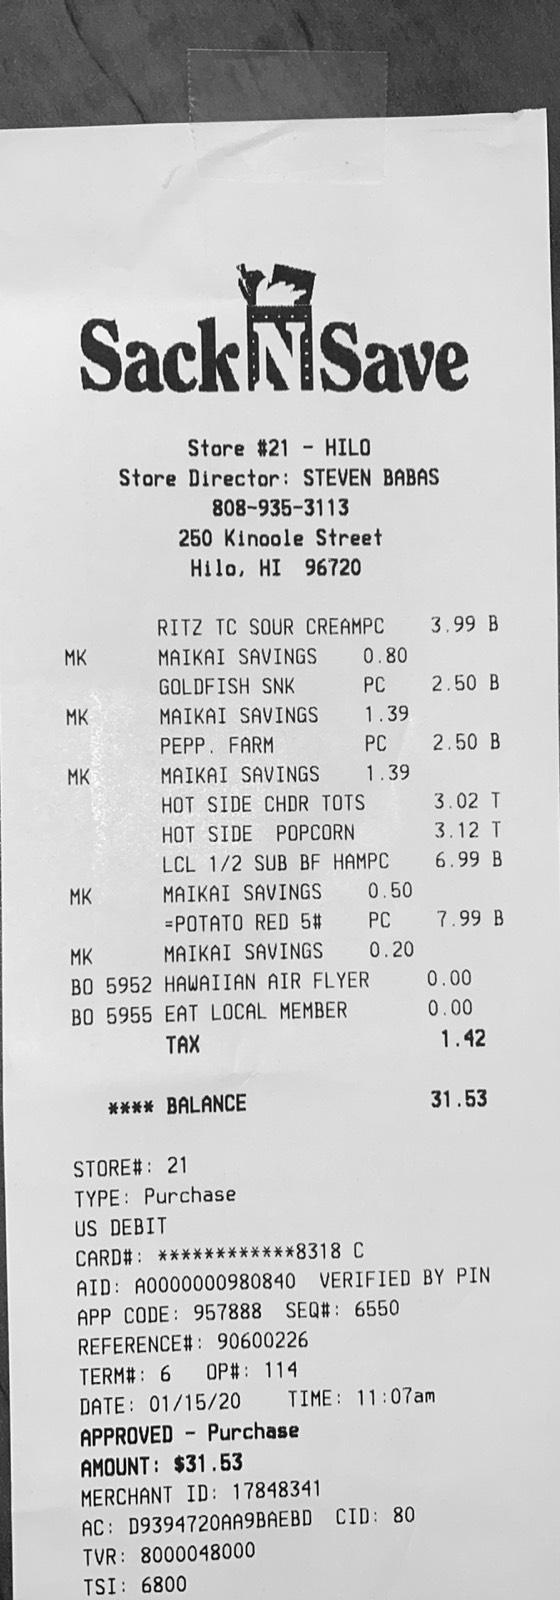 Sack N Save
Store #21 - HILO
Store Director: STEVEN BABAS
808-935-3113
250 Kinoole Street
Hilo, HI 96720
RITZ TC SOUR CREAMPC 3.99 B
MK MAIKAI SAVINGS 0.80
GOLDFISH SNK PC 2.50 B
MK MAIKAI SAVINGS 1.39
PEPP. FARM PC 2.50 B
MK MAIKAI SAVINGS 1.39
HOT SIDE CHDR TOTS 3.02 T
HOT SIDE POPCORN 3.12 T
LCL 1/2 SUB BF HAMPC 6.99 B
MK MAIKAI SAVINGS 0.50
=POTATO RED 5# PC 7.99 B
MK MAIKAI SAVINGS 0.20
BO 5952 HAWAIIAN AIR FLYER 0.00
BO 5955 EAT LOCAL MEMBER 0.00
TAX 1.42
**** BALANCE 31.53
STORE#: 21
TYPE: Purchase
US DEBIT
CARD#: ************8318 C
AID: A0000000980840 VERIFIED BY PIN
APP CODE: 957888 SEQ#: 6550
REFERENCE#: 90600226
TERM#: 6 OP#: 114
DATE: 01/15/20 TIME: 11:07am
APPROVED - Purchase
AMOUNT: $31.53
MERCHANT ID: 17848341
AC: D9394720AA9BAEBD CID: 80
TVR: 8000048000
TSI: 6800